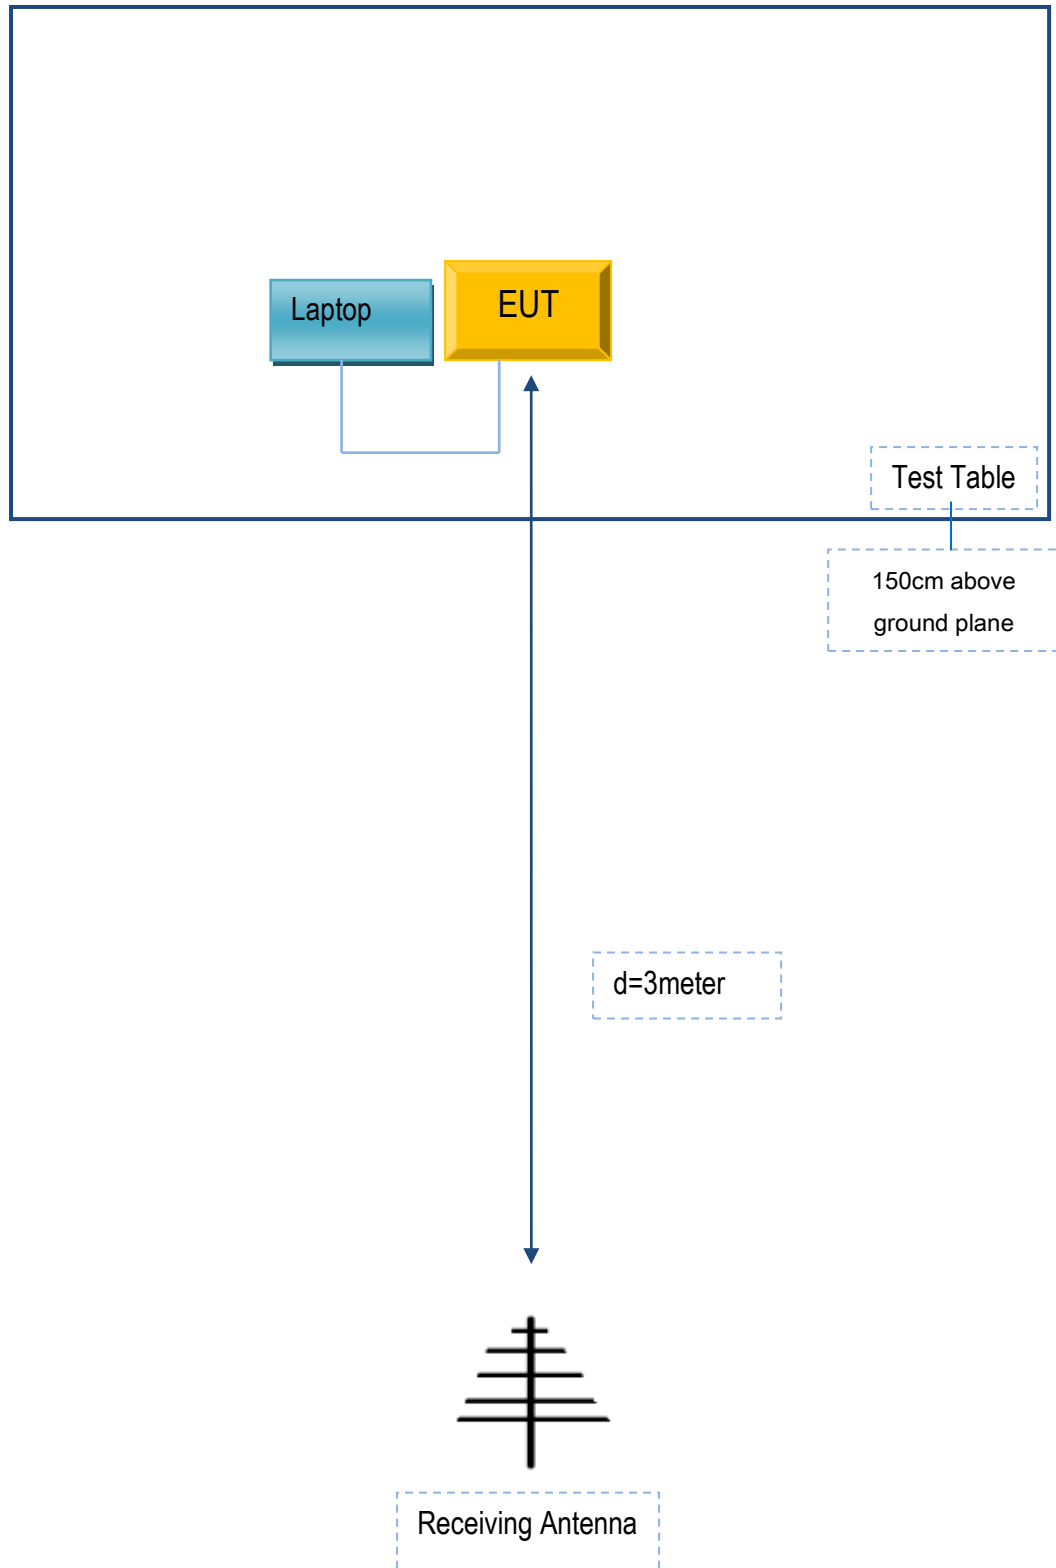 Laptop
EUT
Test Table
150cm above
ground plane
d=3meter
Receiving Antenna